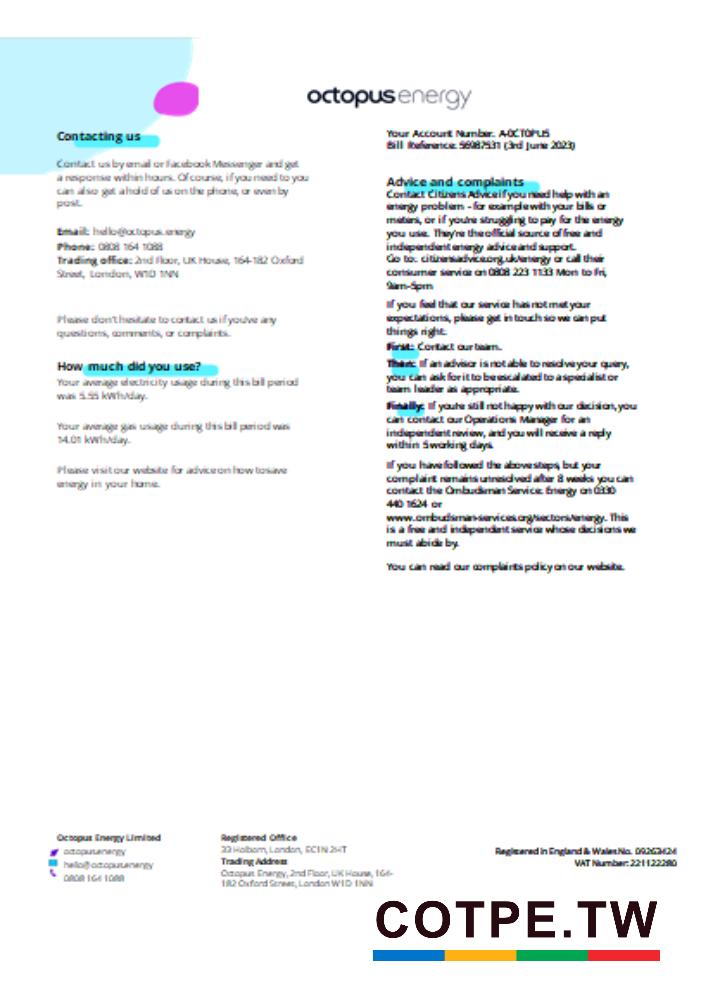 octopus energy
Contacting us
Contact us by email or Facebook Messenger and get
a response within hours. Of course, if you need to you
can also get a hold of us on the phone, or even by
post.
Email: hello@octopus.energy
Phone: 0808 164 1088
Trading office: 2nd Floor, UK House, 164-182 Oxford
Street, London, W1D 1NN
Please don't hesitate to contact us if you've any
questions, comments, or complaints.
How much did you use?
Your average electricity usage during this bill period
was 5.55 kWh/day.
Your average gas usage during this bill period was
14.01 kWh/day.
Please visit our website for advice on how to save
energy in your home.
Your Account Number: A-0CT0PU5
Bill Reference: 56987531 (3rd June 2023)
Advice and complaints
Contact Citizens Advice if you need help with an
energy problem - for example with your bills or
meters, or if you're struggling to pay for the energy
you use. They're the official source of free and
independent energy advice and support.
Go to: citizensadvice.org.uk/energy or call their
consumer service on 0808 223 1133 Mon to Fri,
9am-5pm
If you feel that our service has not met your
expectations, please get in touch so we can put
things right.
First: Contact our team.
Then: If an advisor is not able to resolve your query,
you can ask for it to be escalated to a specialist or
team leader as appropriate.
Finally: If you're still not happy with our decision, you
can contact our Operations Manager for an
independent review, and you will receive a reply
within 5 working days.
If you have followed the above steps, but your
complaint remains unresolved after 8 weeks you can
contact the Ombudsman Service: Energy on 0330
440 1624 or
www.ombudsman-services.org/sectors/energy. This
is a free and independent service whose decisions we
must abide by.
You can read our complaints policy on our website.
Octopus Energy Limited
octopus.energy
hello@octopus.energy
0808 164 1088
Registered Office
33 Holborn, London, EC1N 2HT
Trading Address
Octopus Energy, 2nd Floor, UK House, 164-
182 Oxford Street, London W1D 1NN
Registered in England & Wales No. 09263424
VAT Number: 221122280
COTPE.TW